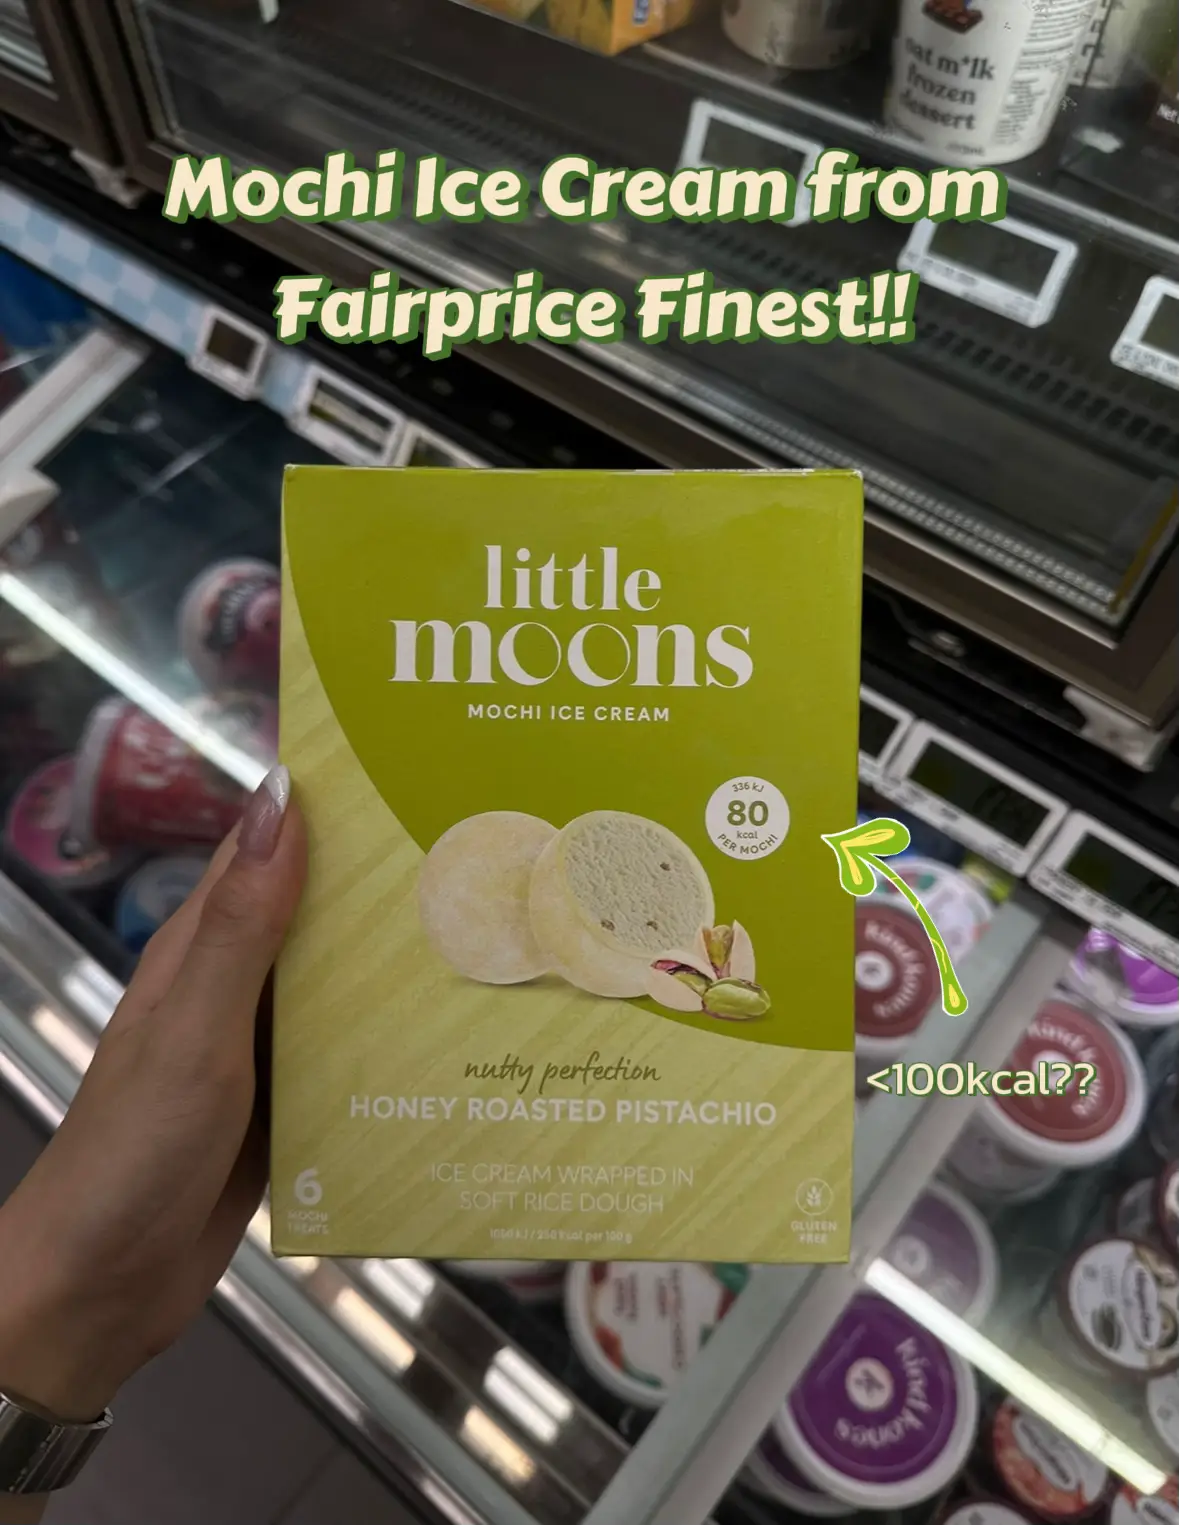 oat m*lk
frozen
dessert
Mochi Ice Cream from
Fairprice Finest!!
little
moons
MOCHI ICE CREAM
336 kJ
80
kcal
PER MOCHI
<100kcal??
nutty perfection
HONEY ROASTED PISTACHIO
ICE CREAM WRAPPED IN
SOFT RICE DOUGH
6
MOCHI
TREATS
GLUTEN
FREE